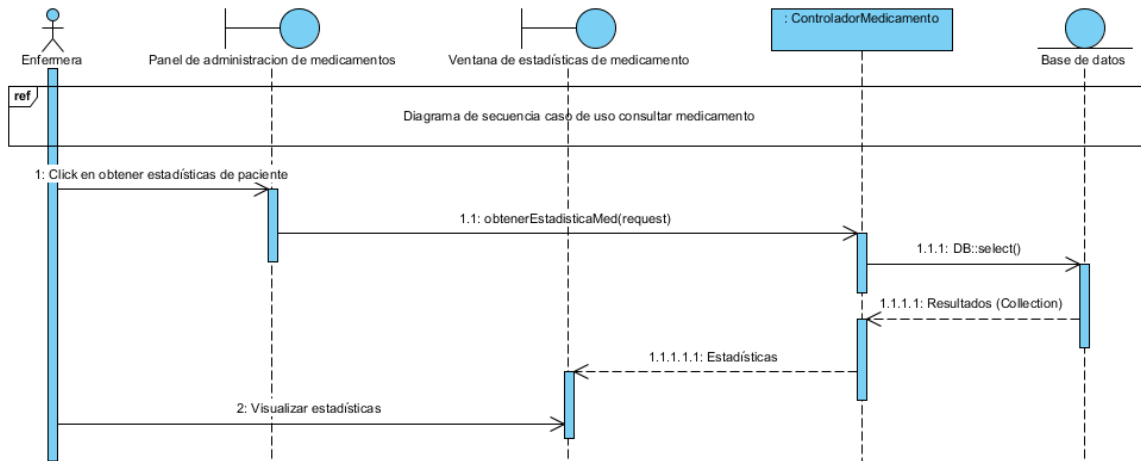 : ControladorMedicamento
Enfermera
Panel de administracion de medicamentos
Ventana de estadísticas de medicamento
Base de datos
ref
Diagrama de secuencia caso de uso consultar medicamento
1: Click en obtener estadísticas de paciente
1.1: obtenerEstadisticaMed(request)
1.1.1: DB::select()
1.1.1.1: Resultados (Collection)
1.1.1.1.1: Estadísticas
2: Visualizar estadísticas